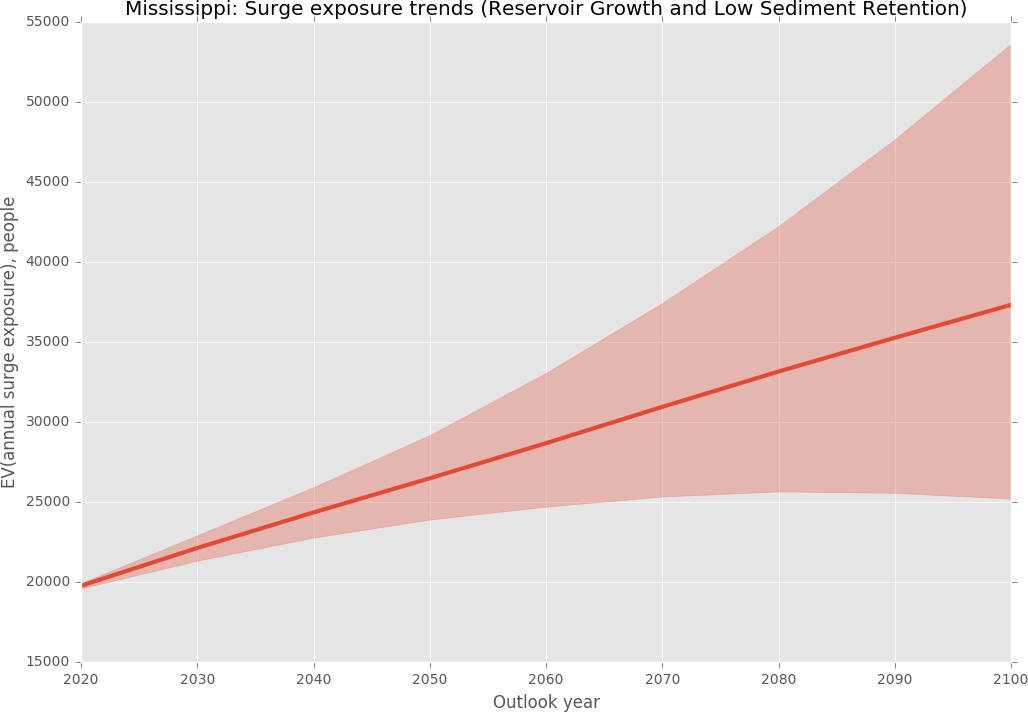 Mississippi: Surge exposure trends (Reservoir Growth and Low Sediment Retention)
55000
50000
45000
40000
35000
30000
25000
20000
15000
EV(annual surge exposure), people
2020 2030 2040 2050 2060 2070 2080 2090 2100
Outlook year